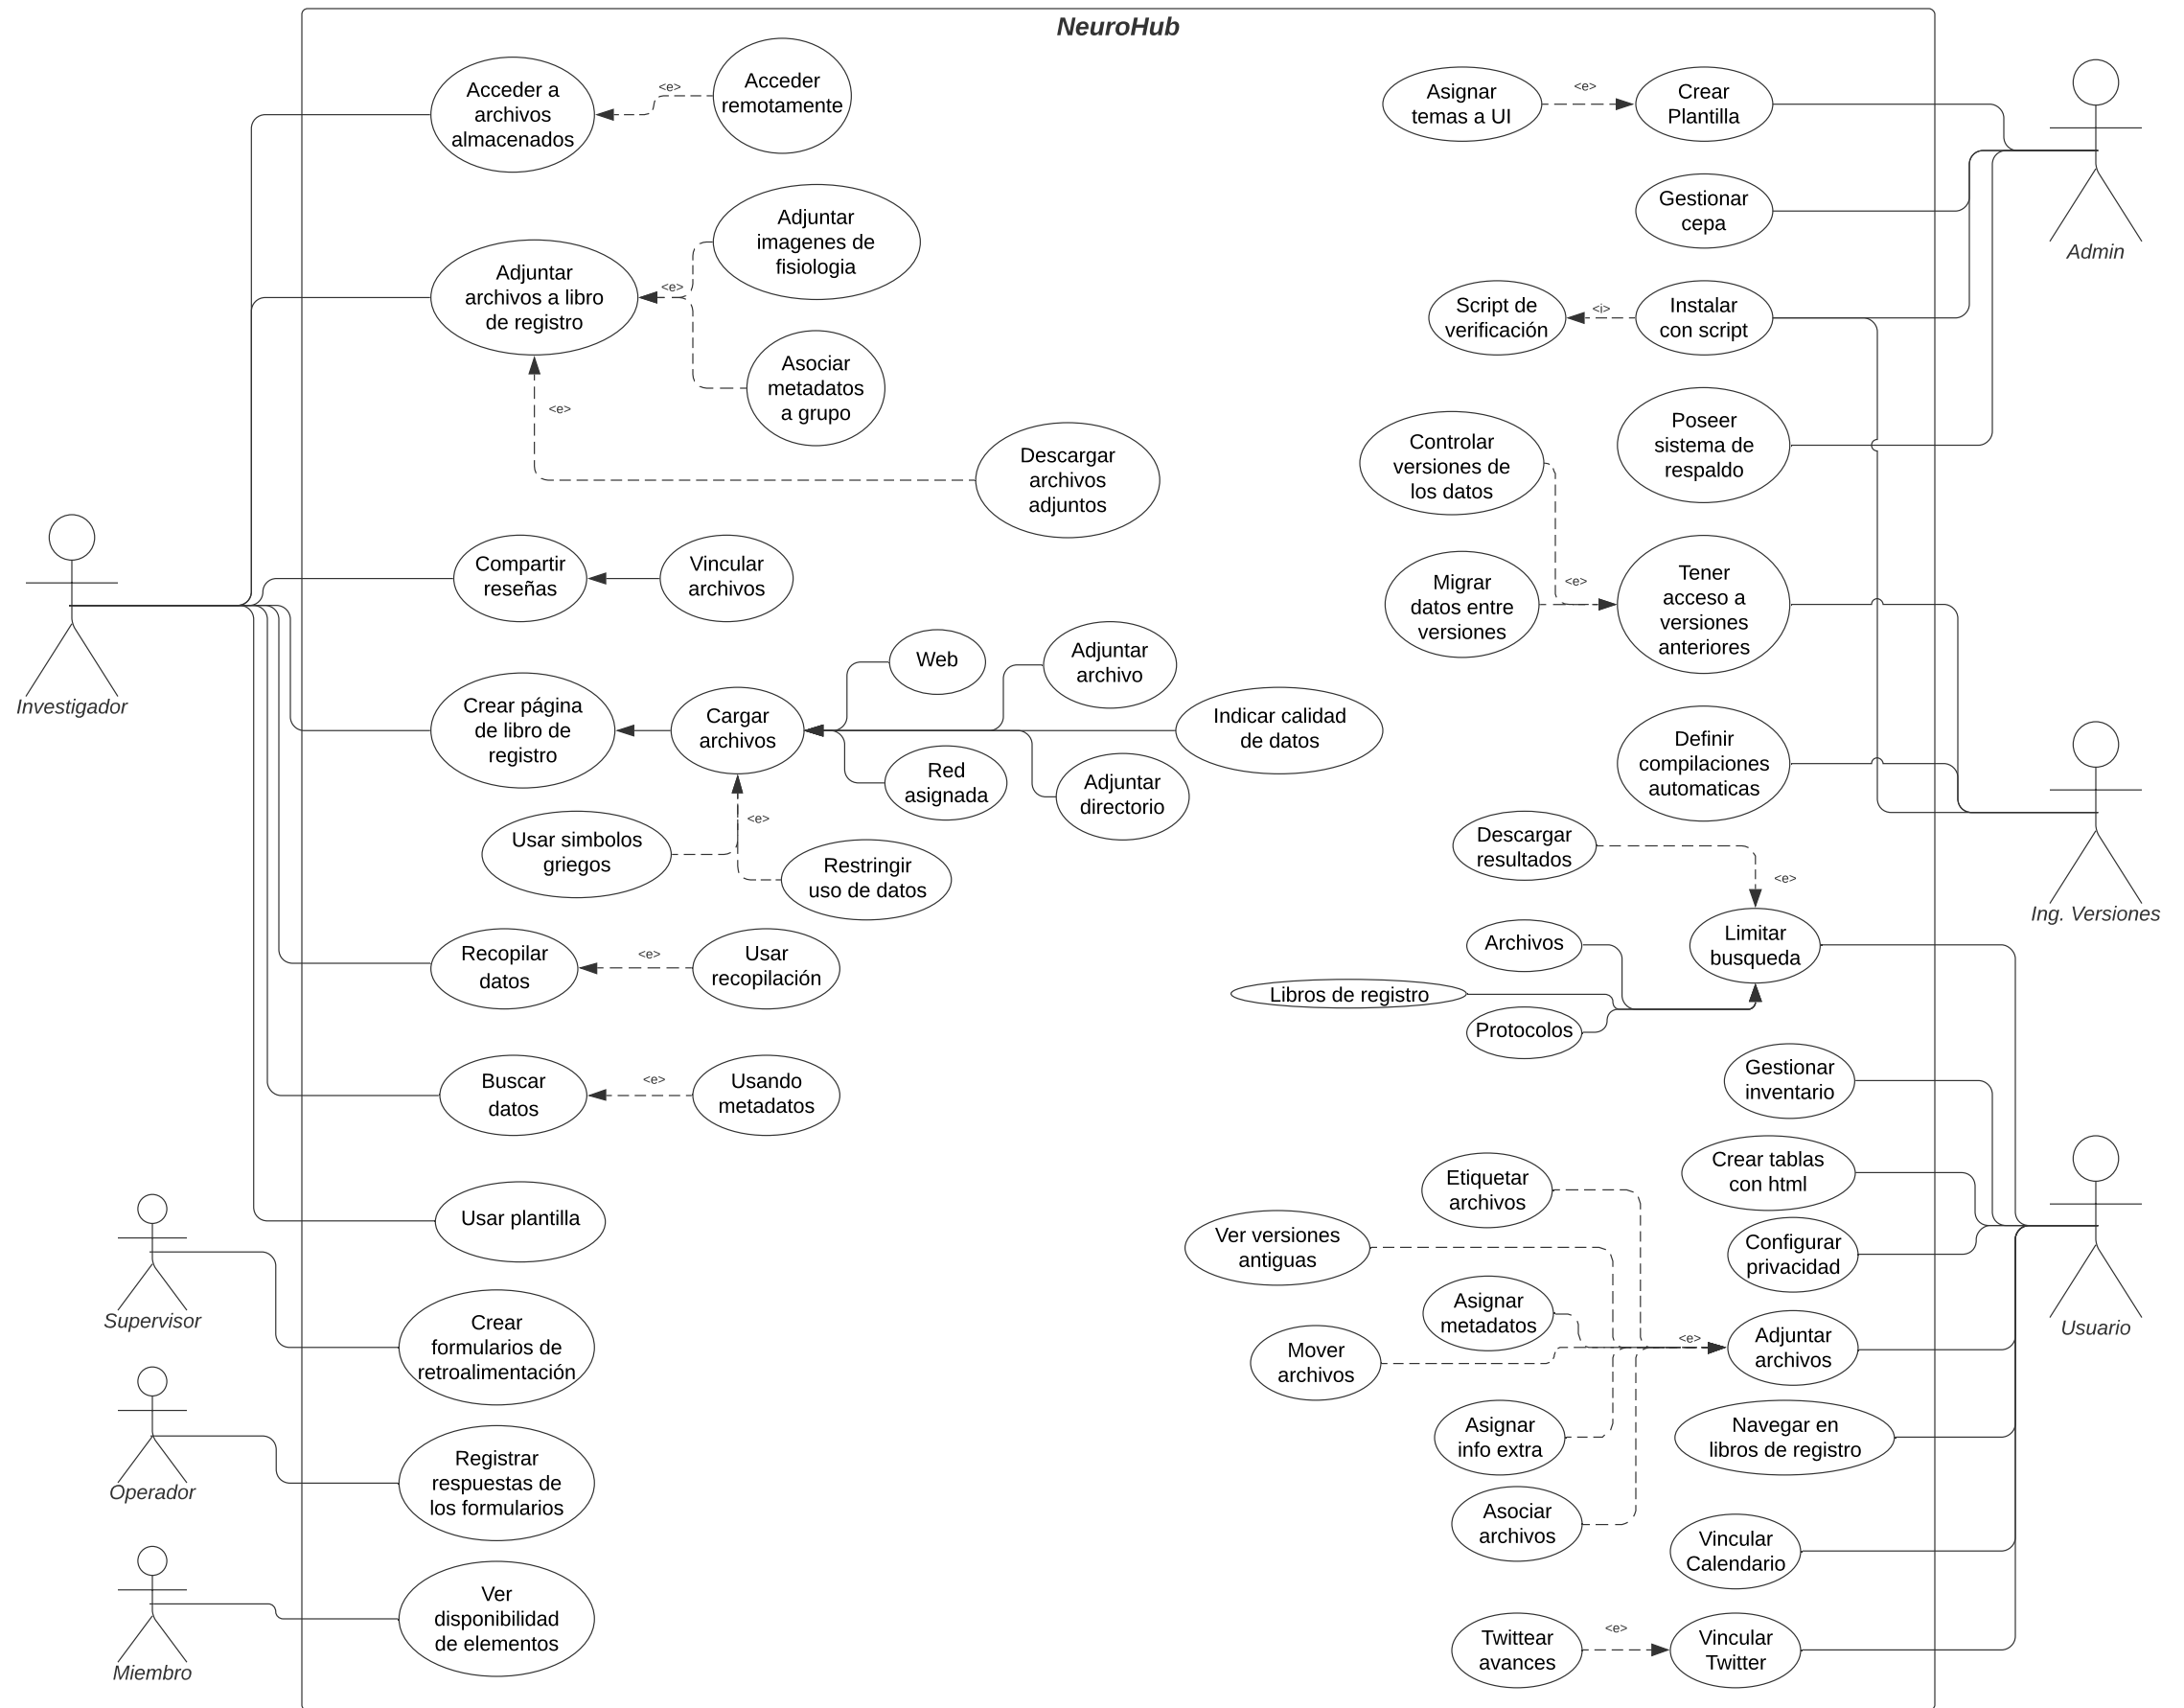 NeuroHub
Acceder a
archivos
almacenados
<e>
Acceder
remotamente
Adjuntar
archivos a libro
de registro
<e>
Adjuntar
imagenes de
fisiologia
Asociar
metadatos
a grupo
<e>
Descargar
archivos
adjuntos
Compartir
reseñas
Vincular
archivos
Investigador
Crear página
de libro de
registro
Cargar
archivos
Web
Adjuntar
archivo
Indicar calidad
de datos
Red
asignada
Adjuntar
directorio
<e>
Usar simbolos
griegos
Restringir
uso de datos
Recopilar
datos
<e>
Usar
recopilación
Buscar
datos
<e>
Usando
metadatos
Usar plantilla
Supervisor
Crear
formularios de
retroalimentación
Operador
Registrar
respuestas de
los formularios
Miembro
Ver
disponibilidad
de elementos
Asignar
temas a UI
<e>
Crear
Plantilla
Admin
Gestionar
cepa
Script de
verificación
<i>
Instalar
con script
Poseer
sistema de
respaldo
Controlar
versiones de
los datos
Migrar
datos entre
versiones
<e>
Tener
acceso a
versiones
anteriores
Definir
compilaciones
automaticas
Ing. Versiones
Descargar
resultados
<e>
Limitar
busqueda
Archivos
Libros de registro
Protocolos
Gestionar
inventario
Crear tablas
con html
Configurar
privacidad
Usuario
Etiquetar
archivos
Ver versiones
antiguas
Asignar
metadatos
Mover
archivos
<e>
Adjuntar
archivos
Asignar
info extra
Navegar en
libros de registro
Asociar
archivos
Vincular
Calendario
Twittear
avances
<e>
Vincular
Twitter